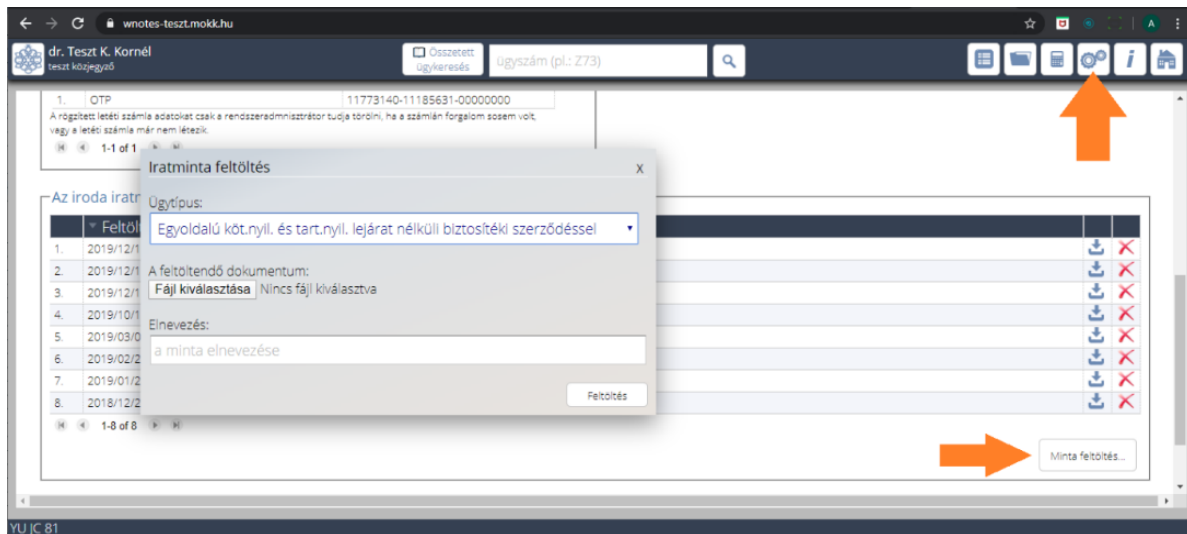 wnotes-teszt.mokk.hu
A
dr. Teszt K. Kornél
teszt közjegyző
Összetett
ügykeresés
ügyszám (pl.: Z73)
i
1. OTP 11773140-11185631-00000000
A rögzített letéti számla adatokat csak a rendszeradmnisztrátor tudja törölni, ha a számlán forgalom sosem volt,
vagy a letéti számla már nem létezik.
1-1 of 1
Iratminta feltöltés X
Az iroda iratm
Ügytípus:
Feltölt
Egyoldalú köt.nyil. és tart.nyil. lejárat nélküli biztosítéki szerződéssel
1. 2019/12/1
2. 2019/12/1
A feltöltendő dokumentum:
3. 2019/12/1
Fájl kiválasztása Nincs fájl kiválasztva
4. 2019/10/1
Elnevezés:
5. 2019/03/0
a minta elnevezése
6. 2019/02/2
7. 2019/01/2
Feltöltés
8. 2018/12/2
1-8 of 8
Minta feltöltés...
YU JC 81